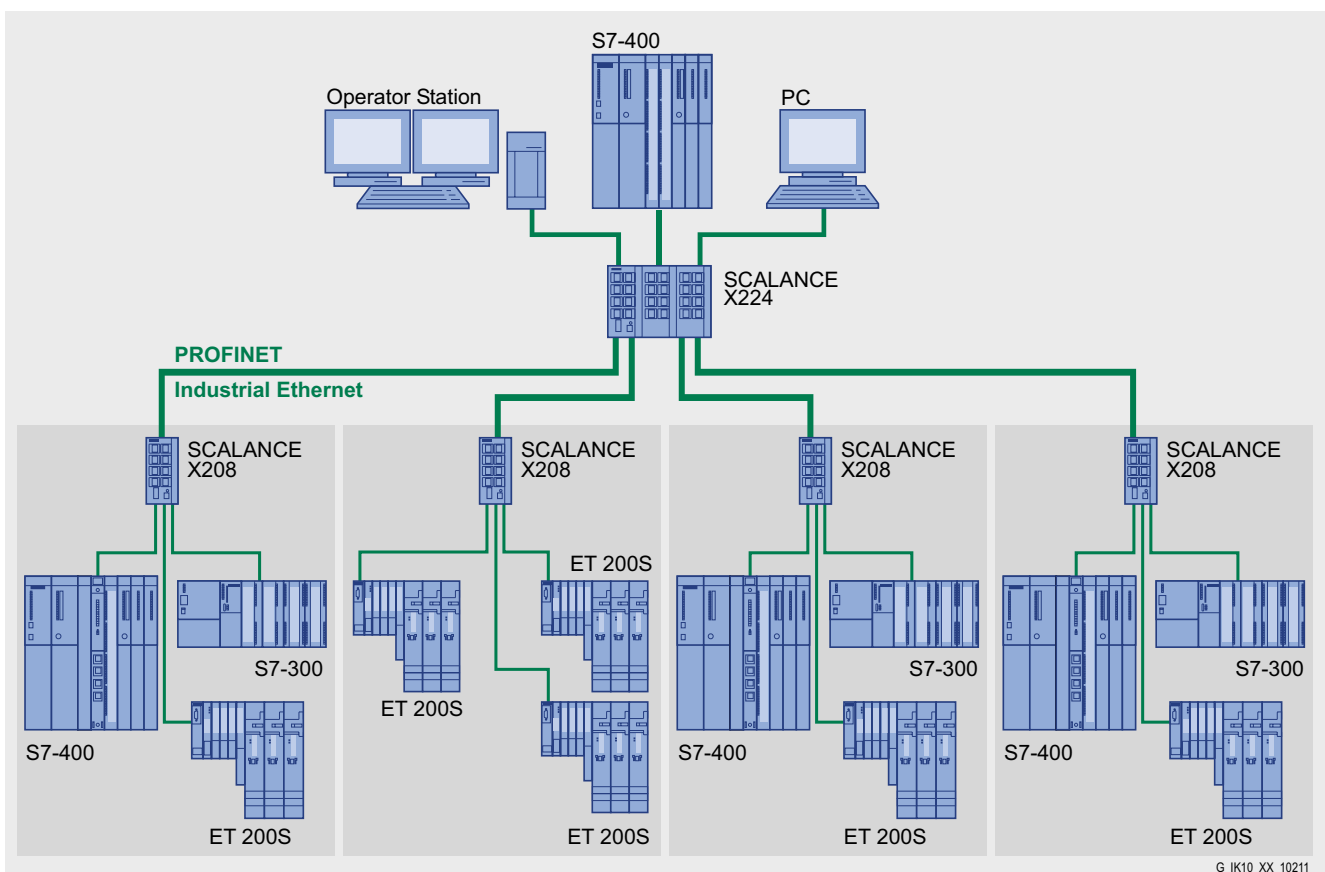 S7-400
Operator Station
PC
SCALANCE
X224
PROFINET
Industrial Ethernet
SCALANCE
X208
SCALANCE
X208
SCALANCE
X208
SCALANCE
X208
S7-300
S7-400
ET 200S
ET 200S
ET 200S
ET 200S
S7-300
S7-400
ET 200S
S7-300
S7-400
ET 200S
G_IK10_XX_10211